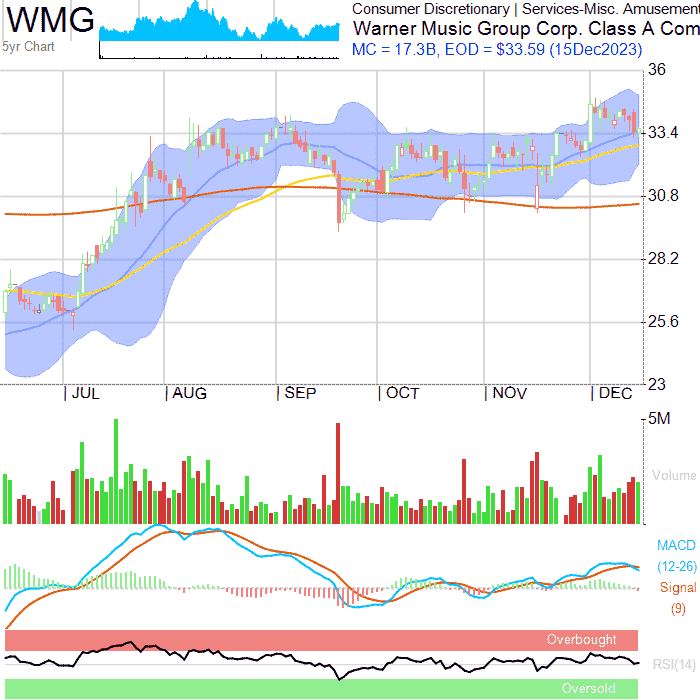 WMG
5yr Chart
Consumer Discretionary | Services-Misc. Amusement
Warner Music Group Corp. Class A Com
MC = 17.3B, EOD = $33.59 (15Dec2023)
36
33.4
30.8
28.2
25.6
23
| JUL | AUG | SEP | OCT | NOV | DEC
5M
Volume
MACD
(12-26)
Signal
(9)
Overbought
RSI(14)
Oversold